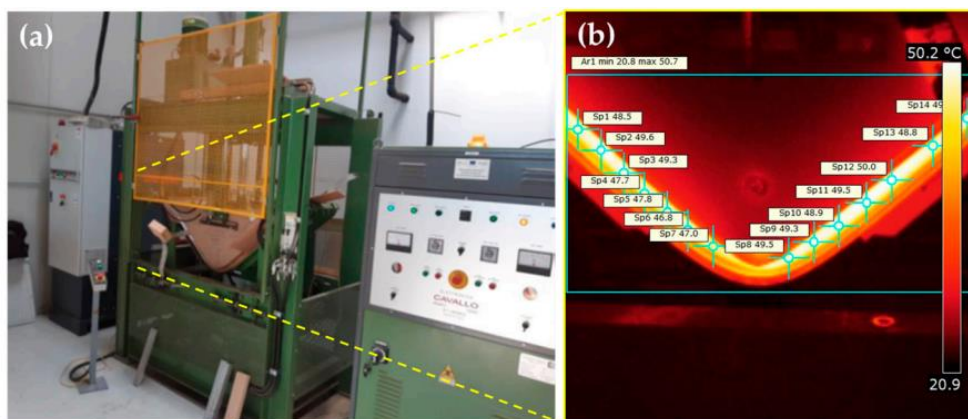 (a)
CAVALLO
(b)
50.2 °C
Ar1 min 20.8 max 50.7
Sp14 49
Sp1 48.5
Sp13 48.8
Sp2 49.6
Sp3 49.3
Sp12 50.0
Sp4 47.7
Sp11 49.5
Sp5 47.8
Sp10 48.9
Sp6 46.8
Sp9 49.3
Sp7 47.0
Sp8 49.5
20.9